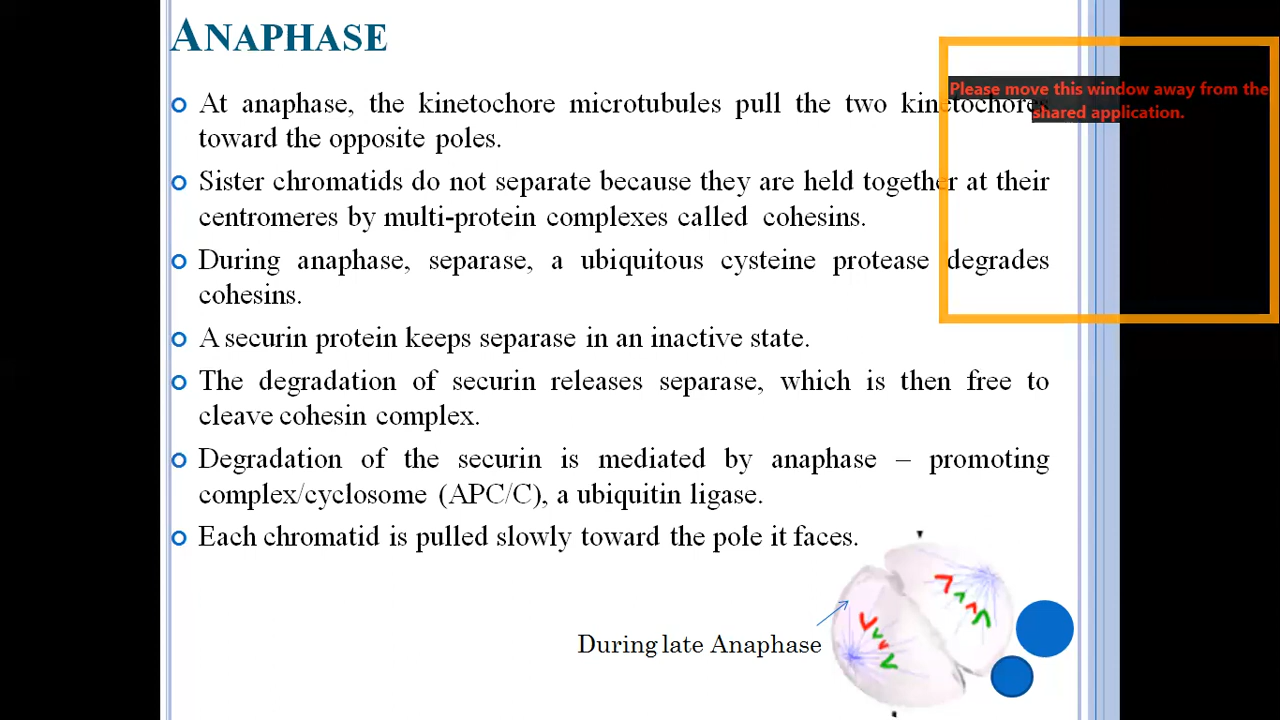 ANAPHASE
At anaphase, the kinetochore microtubules pull the two kinetochores
toward the opposite poles.
Please move this window away from the
shared application.
Sister chromatids do not separate because they are held together at their
centromeres by multi-protein complexes called cohesins.
During anaphase, separase, a ubiquitous cysteine protease degrades
cohesins.
A securin protein keeps separase in an inactive state.
The degradation of securin releases separase, which is then free to
cleave cohesin complex.
Degradation of the securin is mediated by anaphase – promoting
complex/cyclosome (APC/C), a ubiquitin ligase.
Each chromatid is pulled slowly toward the pole it faces.
During late Anaphase